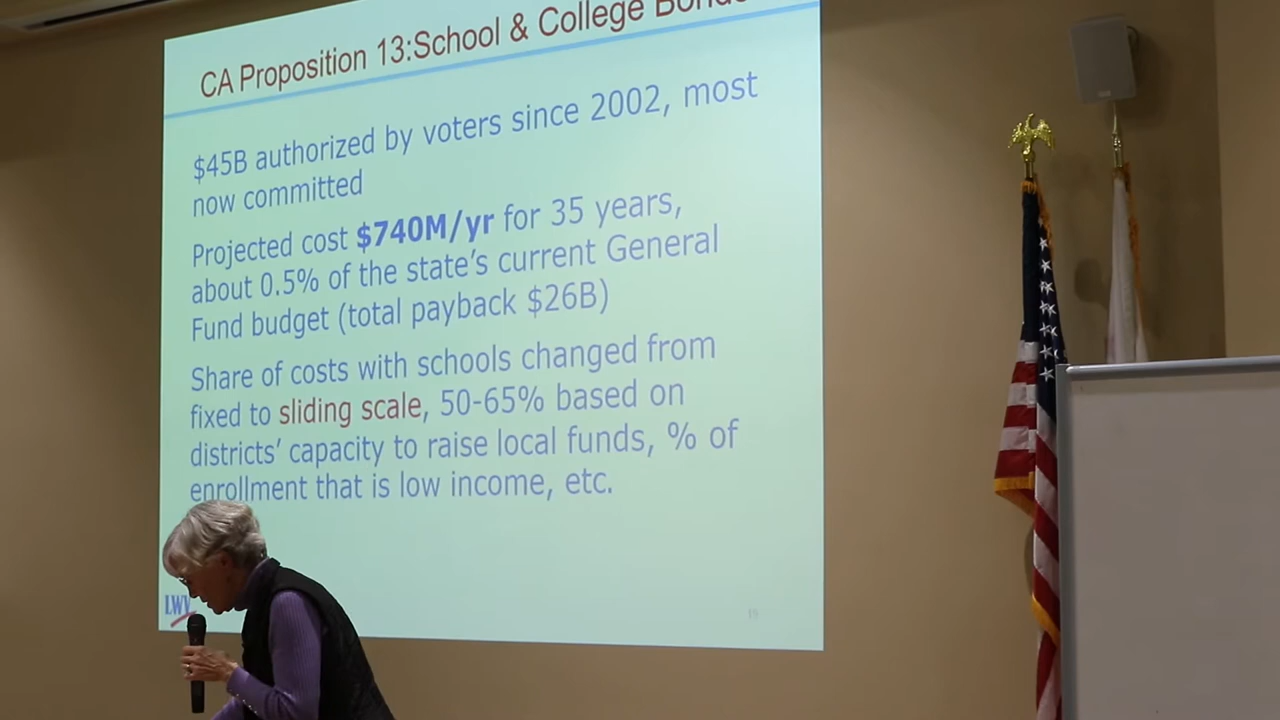 CA Proposition 13:School & College Bonds
$45B authorized by voters since 2002, most
now committed
Projected cost $740M/yr for 35 years,
about 0.5% of the state's current General
Fund budget (total payback $26B)
Share of costs with schools changed from
fixed to sliding scale, 50-65% based on
districts' capacity to raise local funds, % of
enrollment that is low income, etc.
LWV